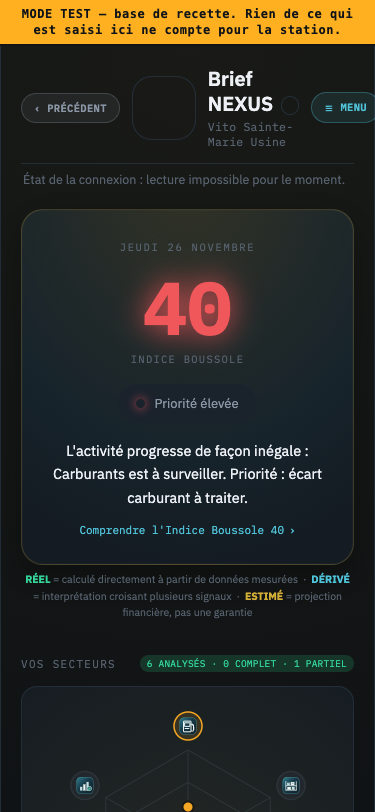 MODE TEST — base de recette. Rien de ce qui
est saisi ici ne compte pour la station.
‹ PRÉCÉDENT
Brief
NEXUS
Vito Sainte-
Marie Usine
≡ MENU
État de la connexion : lecture impossible pour le moment.
JEUDI 26 NOVEMBRE
40
INDICE BOUSSOLE
Priorité élevée
L'activité progresse de façon inégale :
Carburants est à surveiller. Priorité : écart
carburant à traiter.
Comprendre l'Indice Boussole 40 ›
RÉEL = calculé directement à partir de données mesurées · DÉRIVÉ
= interprétation croisant plusieurs signaux · ESTIMÉ = projection
financière, pas une garantie
VOS SECTEURS
6 ANALYSÉS · 0 COMPLET · 1 PARTIEL